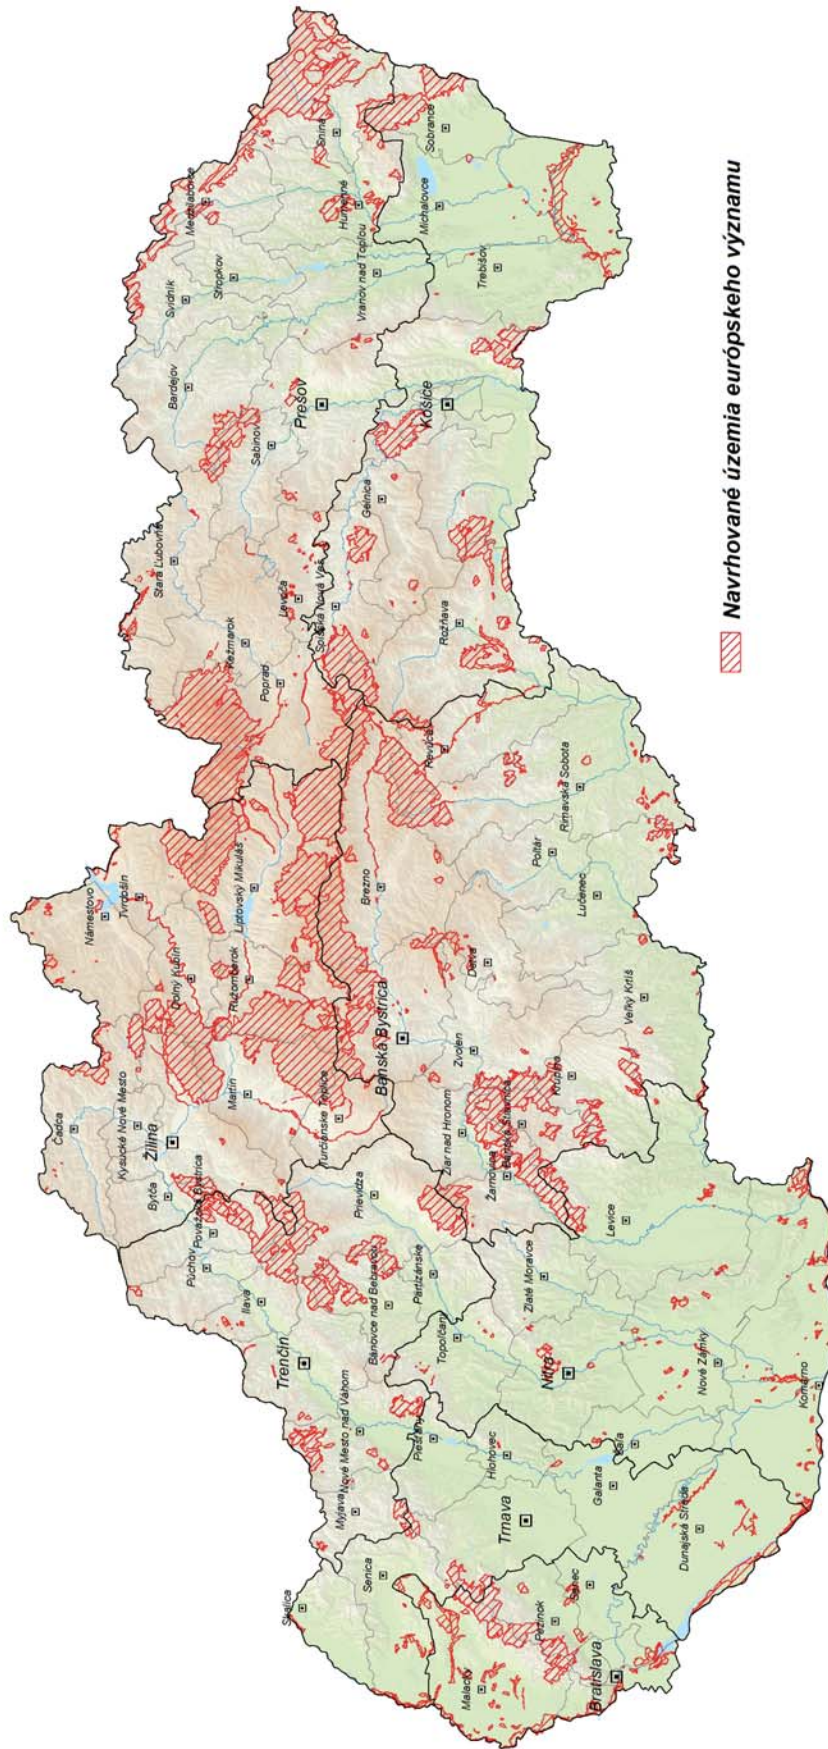 Skalica
Senica
Malacky
Pezinok
Senec
Bratislava
Myjava
Nové Mesto nad Váhom
Piešťany
Hlohovec
Trnava
Galanta
Šaľa
Dunajská Streda
Trenčín
Ilava
Púchov
Považská Bystrica
Bánovce nad Bebravou
Partizánske
Prievidza
Topoľčany
Zlaté Moravce
Nitra
Nové Zámky
Komárno
Levice
Čadca
Kysucké Nové Mesto
Bytča
Žilina
Martin
Turčianske Teplice
Námestovo
Tvrdošín
Dolný Kubín
Ružomberok
Liptovský Mikuláš
Banská Bystrica
Brezno
Žiar nad Hronom
Žarnovica
Banská Štiavnica
Zvolen
Detva
Krupina
Veľký Krtíš
Lučenec
Poltár
Rimavská Sobota
Revúca
Poprad
Kežmarok
Stará Ľubovňa
Levoča
Spišská Nová Ves
Gelnica
Rožňava
Sabinov
Prešov
Košice
Bardejov
Svidník
Stropkov
Medzilaborce
Vranov nad Topľou
Humenné
Snina
Michalovce
Sobrance
Trebišov
Navrhované územia európskeho významu